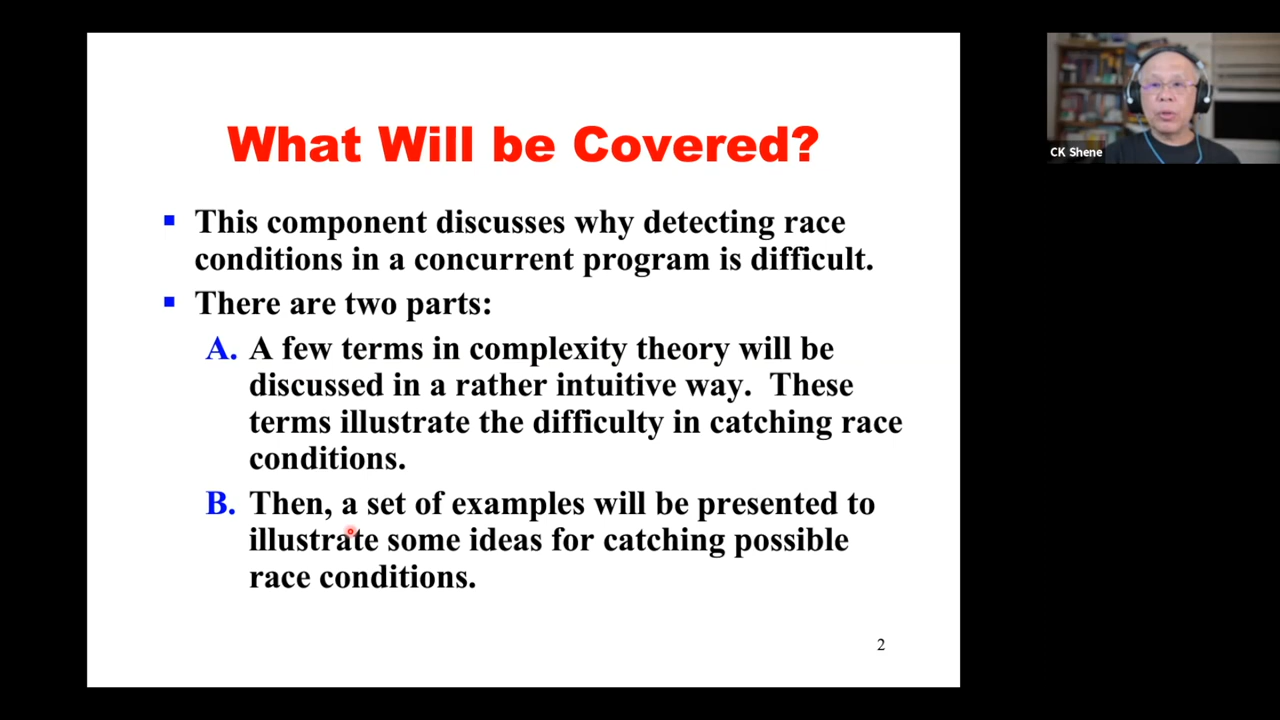 What Will be Covered?
This component discusses why detecting race
conditions in a concurrent program is difficult.
There are two parts:
A. A few terms in complexity theory will be
discussed in a rather intuitive way. These
terms illustrate the difficulty in catching race
conditions.
B. Then, a set of examples will be presented to
illustrate some ideas for catching possible
race conditions.
2
CK Shene